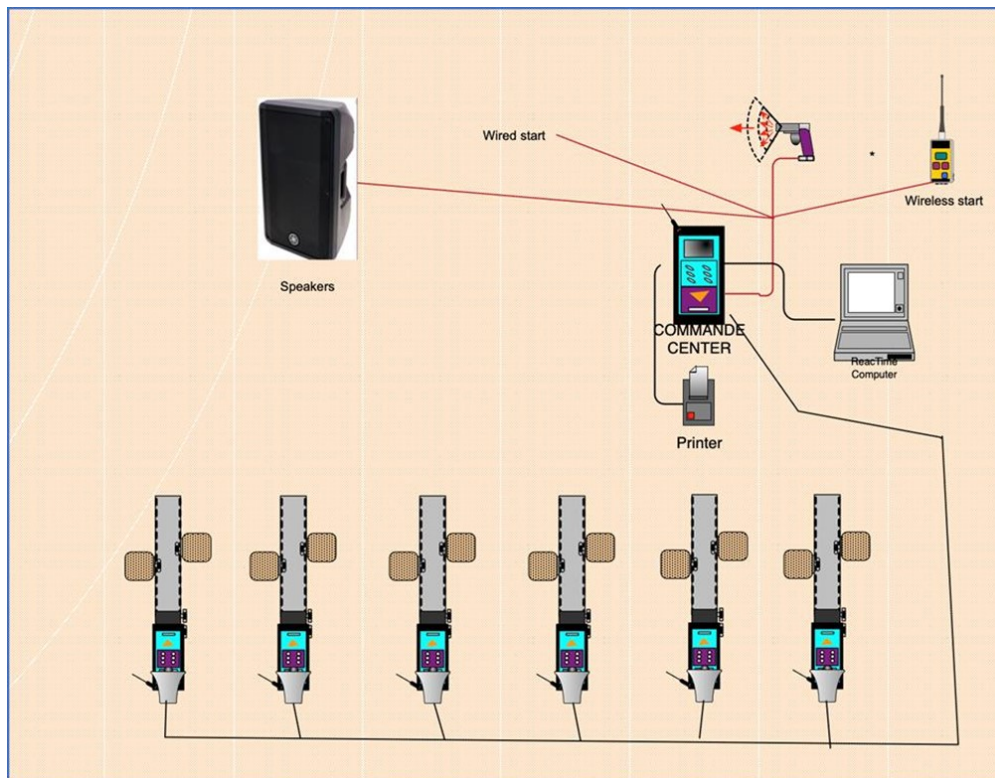 Wired start
*
Wireless start
Speakers
COMMANDE
CENTER
ReacTime
Computer
Printer